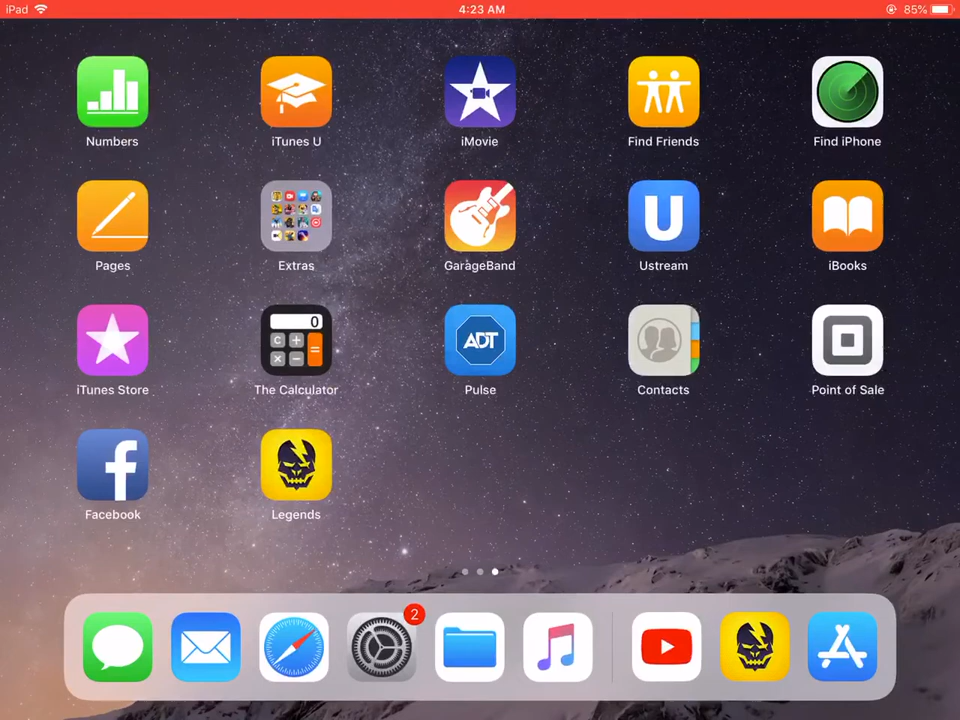 iPad 4:23 AM 85%
Numbers iTunes U iMovie Find Friends Find iPhone
U
Pages Extras GarageBand Ustream iBooks
0
C + = × −
ADT
iTunes Store The Calculator Pulse Contacts Point of Sale
f
Facebook Legends
2